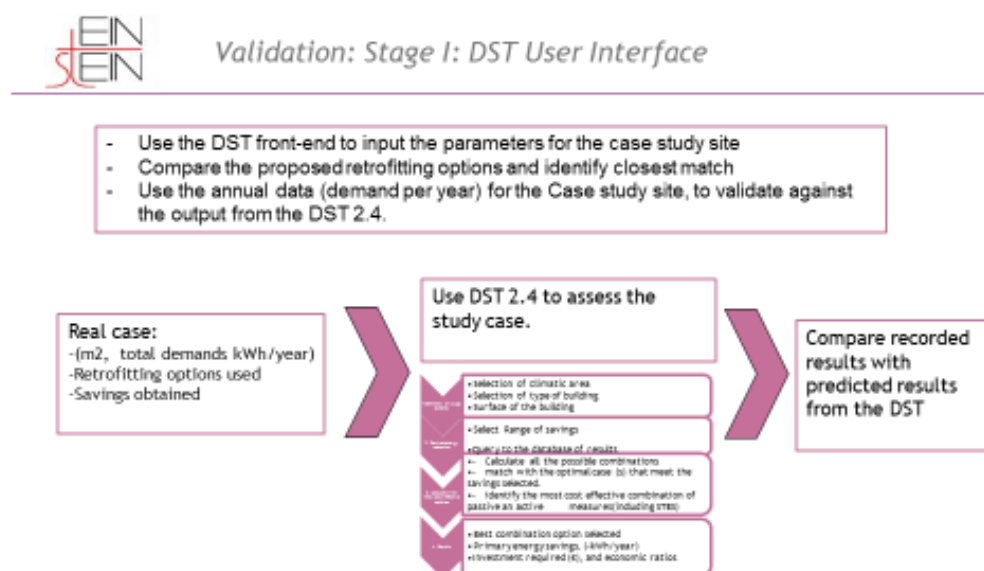 EIN
STEIN
Validation: Stage I: DST User Interface
- Use the DST front-end to input the parameters for the case study site
- Compare the proposed retrofitting options and identify closest match
- Use the annual data (demand per year) for the Case study site, to validate against
the output from the DST 2.4.
Real case:
-(m2, total demands kWh/year)
-Retrofitting options used
-Savings obtained
Use DST 2.4 to assess the
study case.
•Selection of climatic area
•Selection of type of building
•Surface of the building
•Select Range of savings
•Query to the database of results
•- Calculate all the possible combinations
•- match with the optimal case (s) that meet the
savings selected.
•- Identify the most cost effective combination of
passive an active measures(including STES)
•Best combination option selected
•Primary energy savings, (-kWh/year)
•Investment required (€), and economic ratios
Compare recorded
results with
predicted results
from the DST